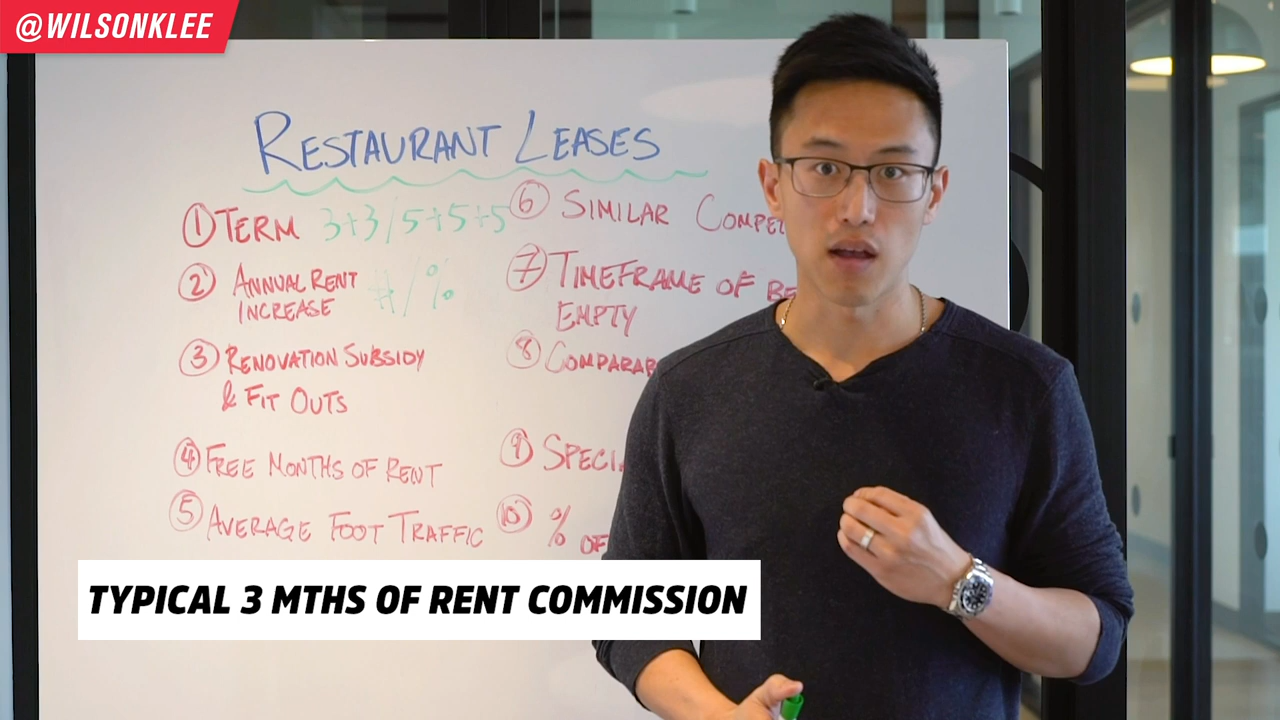 @WILSONKLEE
RESTAURANT LEASES
① TERM 3+3/5+5+5
② ANNUAL RENT
INCREASE #/%
③ RENOVATION SUBSIDY
& FIT OUTS
④ FREE MONTHS OF RENT
⑤ AVERAGE FOOT TRAFFIC
⑥ SIMILAR
⑦ TIMEFRAME OF
EMPTY
⑧
⑨
⑩ % OF
TYPICAL 3 MTHS OF RENT COMMISSION